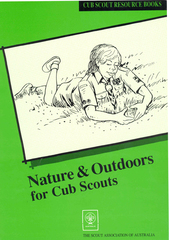 CUB SCOUT RESOURCE BOOKS
Nature & Outdoors
for Cub Scouts
THE SCOUT ASSOCIATION OF AUSTRALIA